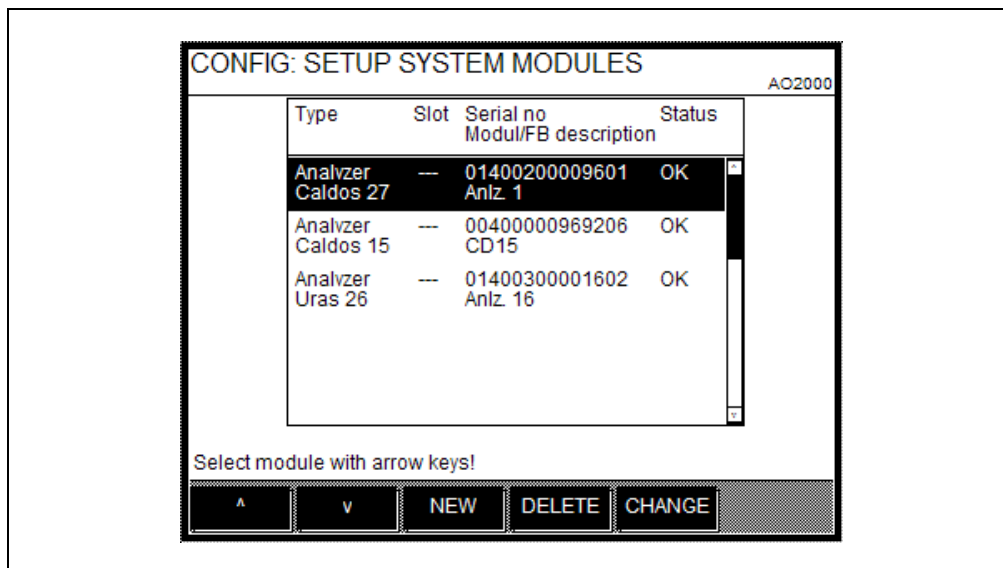 CONFIG: SETUP SYSTEM MODULES
AO2000
Type Slot Serial no Status
Modul/FB description
Analyzer --- 01400200009601 OK
Caldos 27 Anlz. 1
Analyzer --- 00400000969206 OK
Caldos 15 CD15
Analyzer --- 01400300001602 OK
Uras 26 Anlz. 16
Select module with arrow keys!
^ v NEW DELETE CHANGE